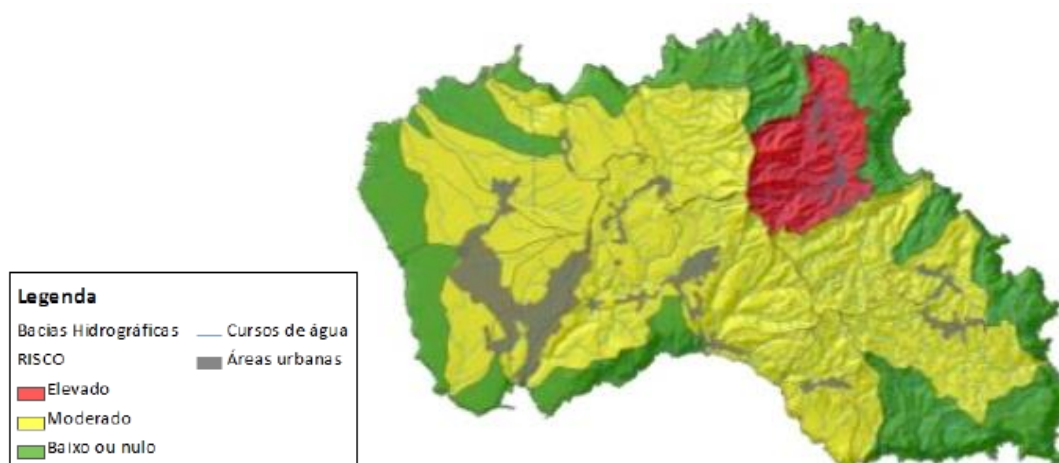 Legenda
Bacias Hidrográficas
RISCO
Elevado
Moderado
Baixo ou nulo
Cursos de água
Áreas urbanas